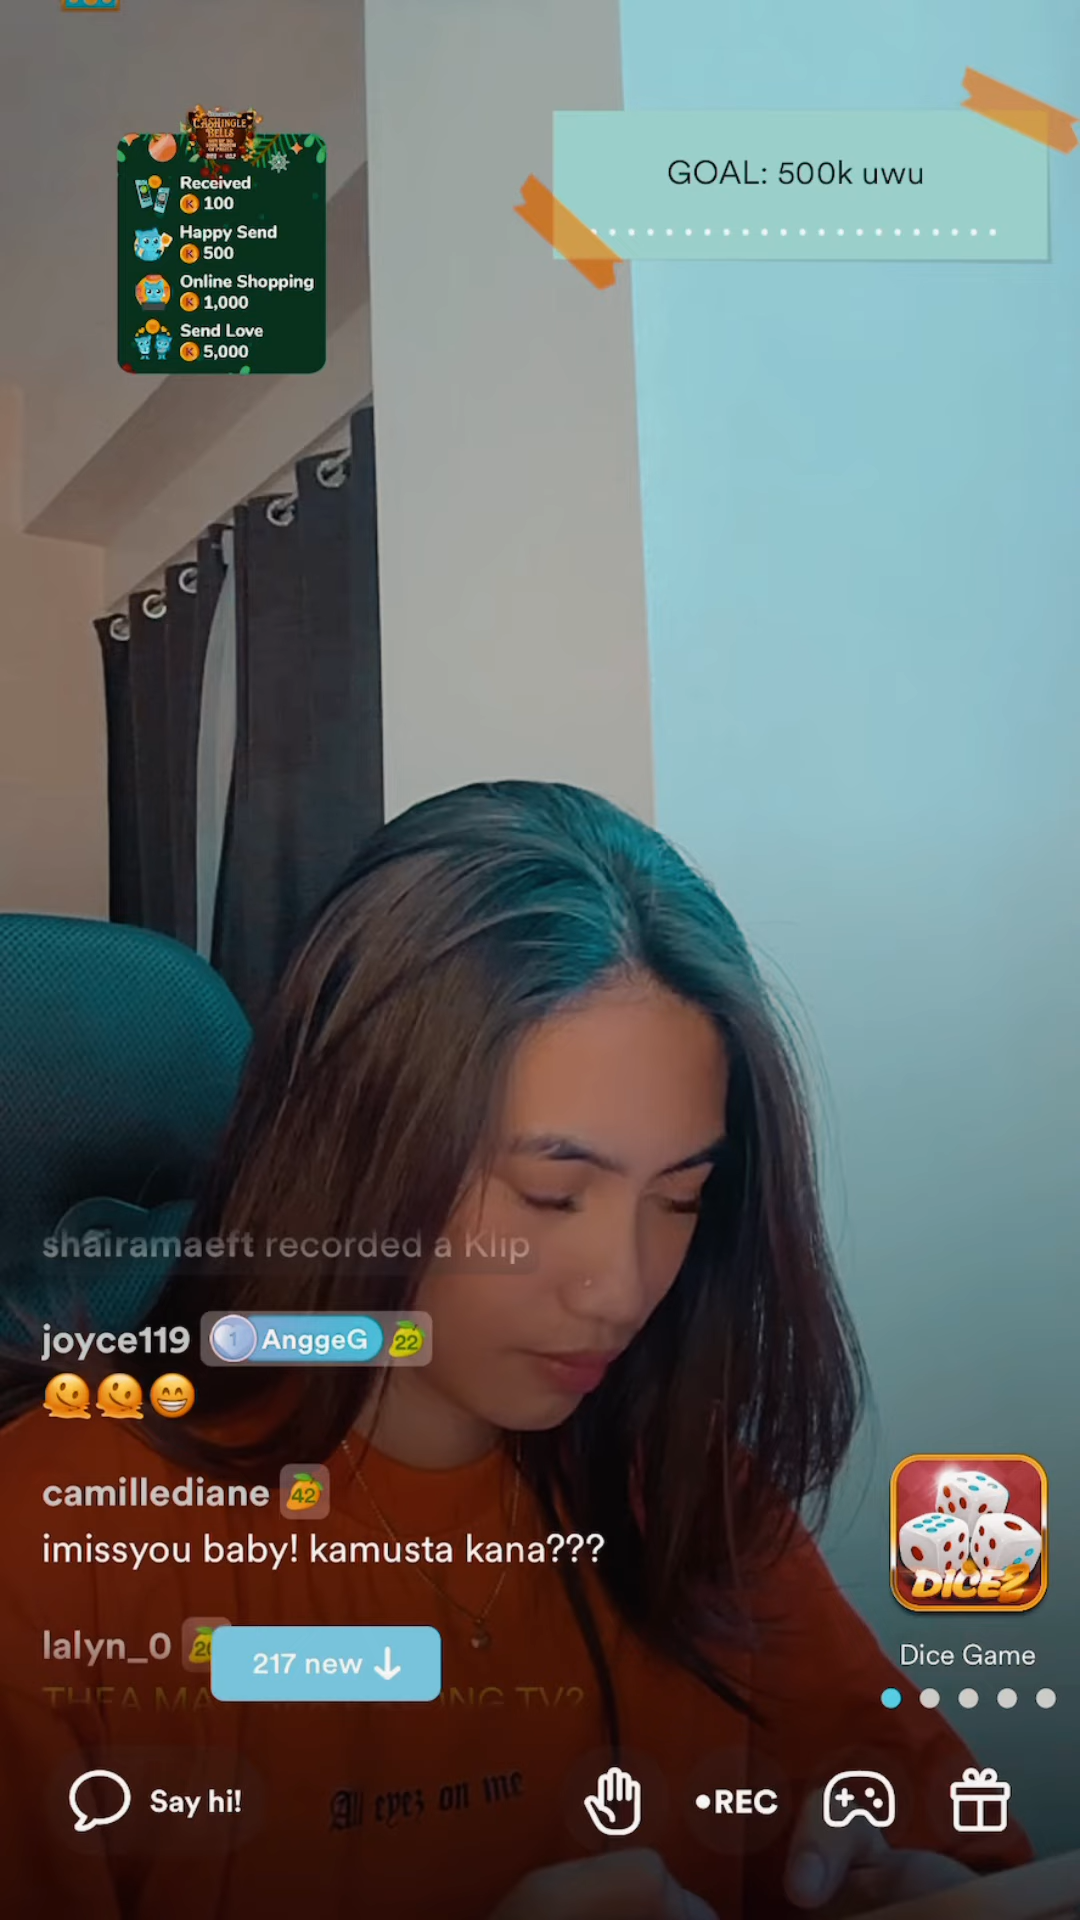 CASHINGLE
BELLS
Received
K 100
Happy Send
K 500
Online Shopping
K 1,000
Send Love
K 5,000
GOAL: 500k uwu
shairamaeft recorded a Klip
joyce119 1 AnggeG 22
camillediane 42
imissyou baby! kamusta kana???
lalyn_0
217 new
DICE2
Dice Game
Say hi!
All eyez on me
•REC